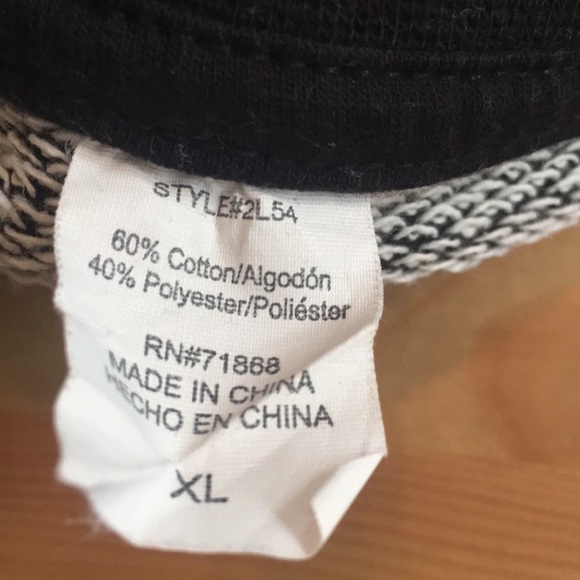 STYLE#2L54
60% Cotton/Algodón
40% Polyester/Poliéster
RN#71868
MADE IN CHINA
HECHO EN CHINA
XL